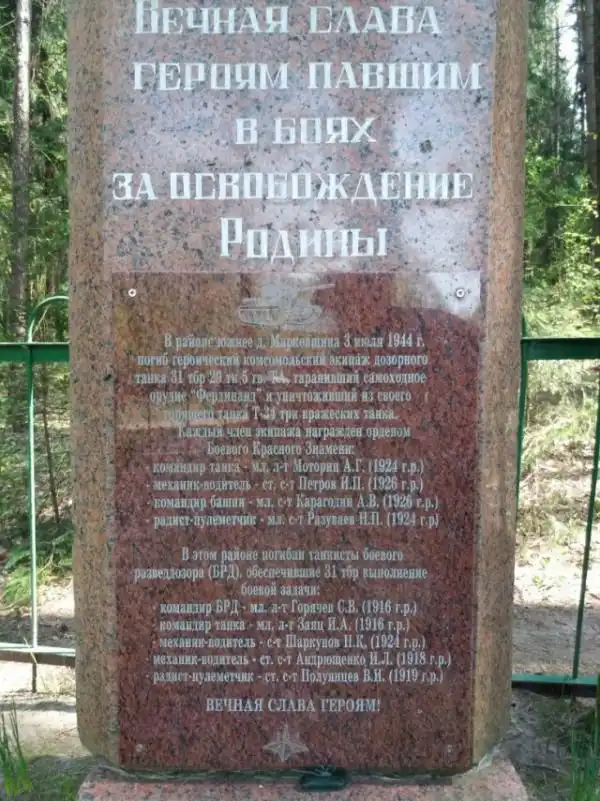 Вечная слава
героям павшим
в боях
за освобождение
Родины
В районе южнее д. Марковщина 3 июля 1944 г.
погиб героический комсомольский экипаж дозорного
танка 31 тбр 29 тк 5 гв. ТА, таранивший самоходное
орудие "Фердинанд" и уничтоживший из своего
горящего танка Т-34 три вражеских танка.
Каждый член экипажа награжден орденом
Боевого Красного Знамени:
- командир танка - мл. л-т Моторин А.Г. (1924 г.р.)
- механик-водитель - ст. с-т Петров И.П. (1926 г.р.)
- командир башни - мл. с-т Карагодин А.В. (1926 г.р.)
- радист-пулеметчик - мл. с-т Разуваев Н.П. (1924 г.р)
В этом районе погибли танкисты боевого
разведдозора (БРД), обеспечившие 31 тбр выполнение
боевой задачи:
- командир БРД - мл. л-т Горячев С.В. (1916 г.р.)
- командир танка - мл. л-т Заяц И.А. (1916 г.р.)
- механик-водитель - с-т Шаркунов Н.К. (1924 г.р.)
- механик-водитель - ст. с-т Андрющенко И.Л. (1918 г.р.)
- радист-пулеметчик - ст. с-т Полунинцев В.Я. (1919 г.р.)
ВЕЧНАЯ СЛАВА ГЕРОЯМ!